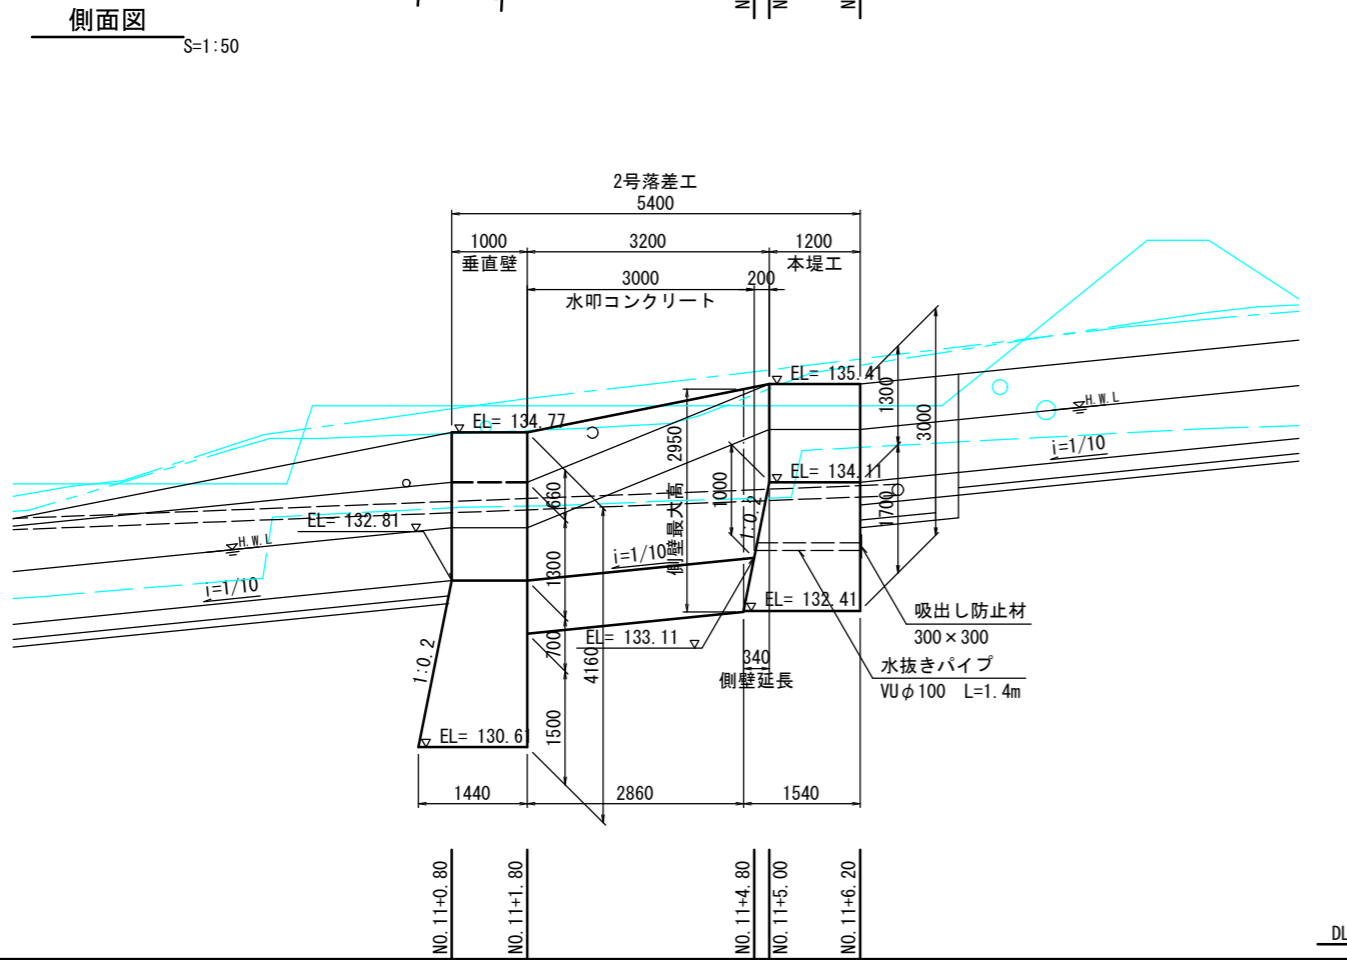 側面図
S=1:50
2号落差工
5400
1000
3200
1200
垂直壁
本堤工
3000
200
水叩コンクリート
EL= 135.41
1300
3000
H.W.L
EL= 134.77
2950
i=1/10
EL= 134.11
660
1000
1700
EL= 132.81
1:0.2
側壁最大高
H.W.L
i=1/10
i=1/10
1300
EL= 132.41
吸出し防止材
300×300
EL= 133.11
700
4160
340
側壁延長
水抜きパイプ
VUφ100 L=1.4m
1:0.2
EL= 130.61
1500
1440
2860
1540
NO.11+0.80
NO.11+1.80
NO.11+4.80
NO.11+5.00
NO.11+6.20
DL